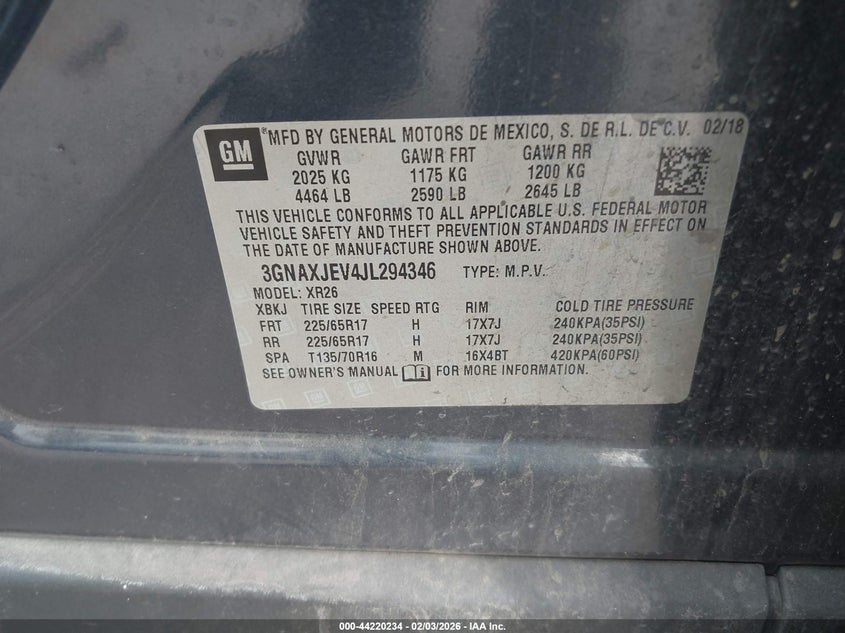 GM
®MFD BY GENERAL MOTORS DE MEXICO, S. DE R.L. DE C.V. 02/18
GVWR GAWR FRT GAWR RR
2025 KG 1175 KG 1200 KG
4464 LB 2590 LB 2645 LB
THIS VEHICLE CONFORMS TO ALL APPLICABLE U.S. FEDERAL MOTOR
VEHICLE SAFETY AND THEFT PREVENTION STANDARDS IN EFFECT ON
THE DATE OF MANUFACTURE SHOWN ABOVE.
3GNAXJEV4JL294346 TYPE: M.P.V.
MODEL: XR26
XBKJ TIRE SIZE SPEED RTG RIM COLD TIRE PRESSURE
FRT 225/65R17 H 17X7J 240KPA(35PSI)
RR 225/65R17 H 17X7J 240KPA(35PSI)
SPA T135/70R16 M 16X4BT 420KPA(60PSI)
SEE OWNER'S MANUAL FOR MORE INFORMATION.
000-44220234 - 02/03/2026 - IAA Inc.